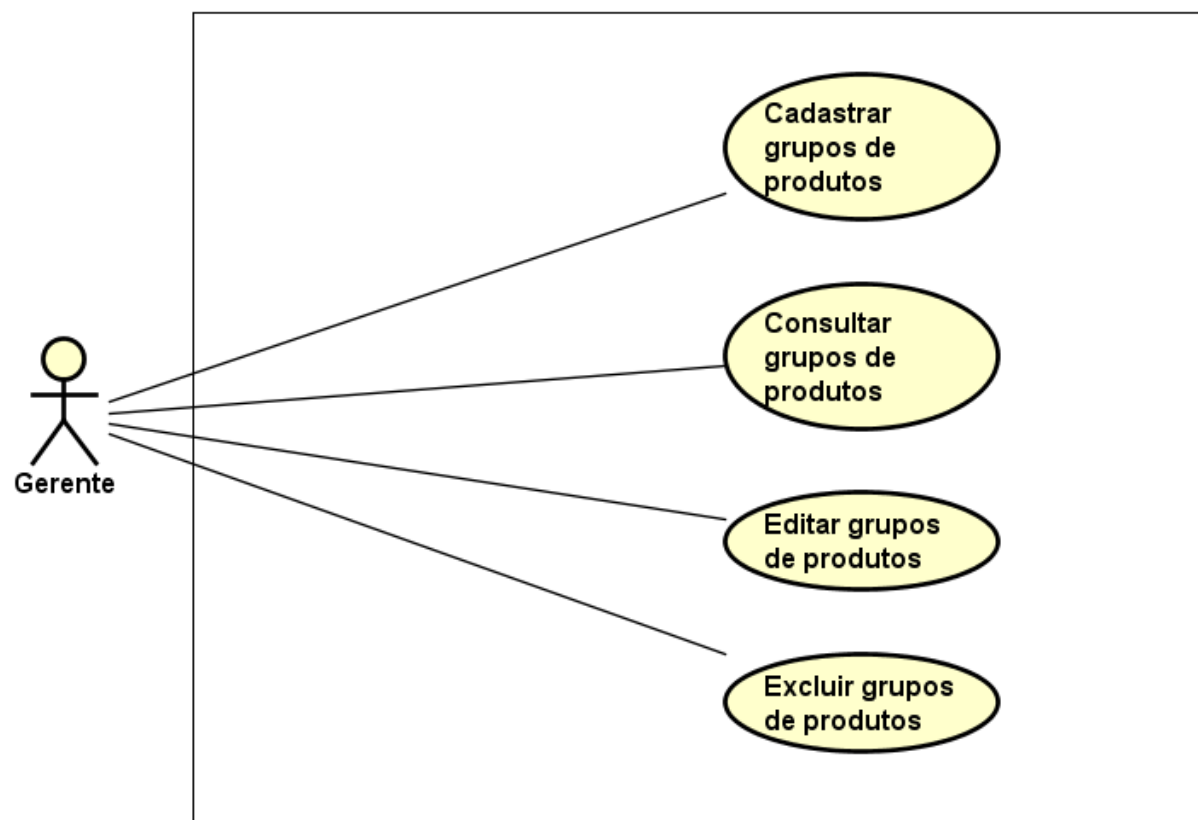 Cadastrar
grupos de
produtos
Consultar
grupos de
produtos
Gerente
Editar grupos
de produtos
Excluir grupos
de produtos